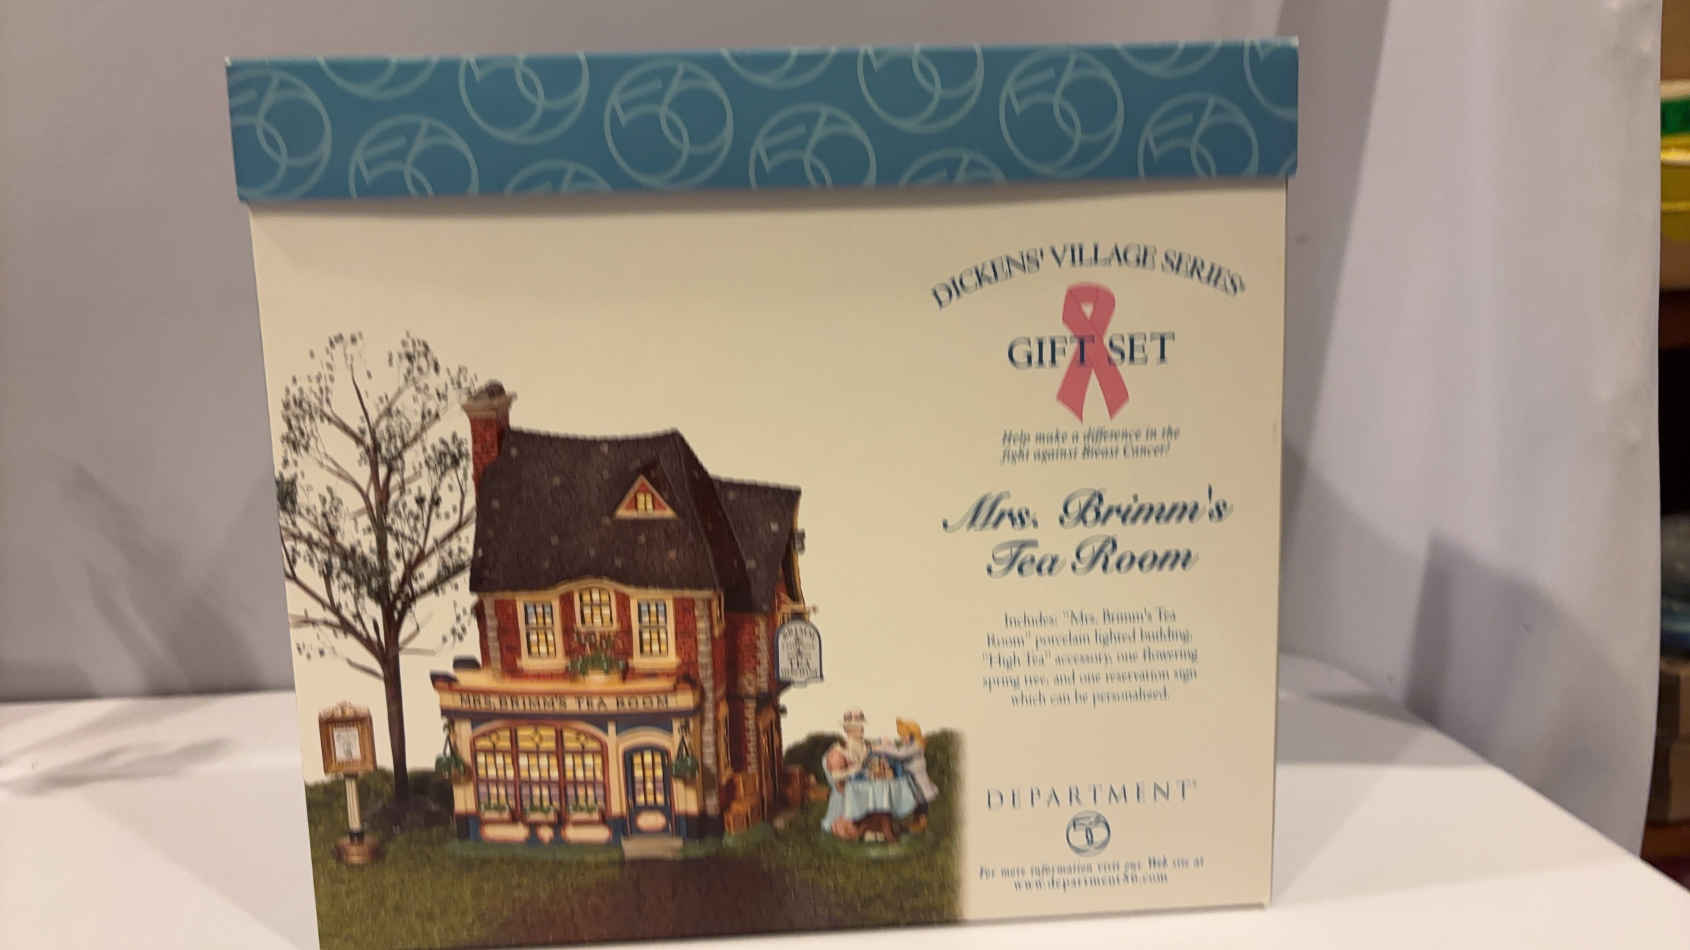 DICKENS' VILLAGE SERIES®
GIFT SET
Help make a difference in the
fight against Breast Cancer!
Mrs. Brimm's
Tea Room
Includes: "Mrs. Brimm's Tea
Room" porcelain lighted building,
"High Tea" accessory, one flowering
spring tree, and one reservation sign
which can be personalized.
MRS. BRIMM'S TEA ROOM
DEPARTMENT®
56
For more information visit our Web site at
www.department56.com